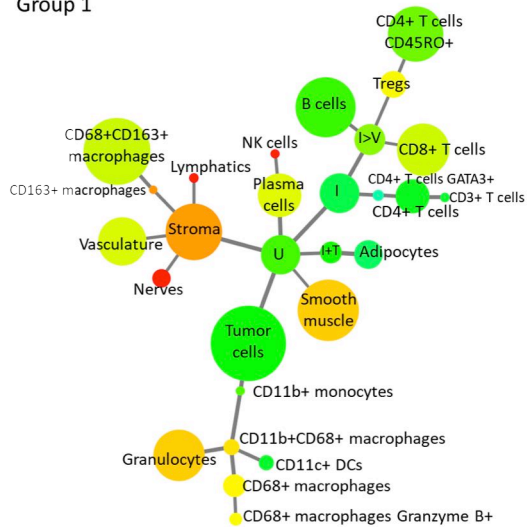 Group 1
CD4+ T cells
CD45RO+
Tregs
B cells
I>V
CD8+ T cells
CD68+CD163+
macrophages
NK cells
Lymphatics
CD163+ macrophages
Plasma
cells
I
CD4+ T cells GATA3+
CD3+ T cells
CD4+ T cells
Stroma
Vasculature
U
I+T
Adipocytes
Nerves
Smooth
muscle
Tumor
cells
CD11b+ monocytes
CD11b+CD68+ macrophages
Granulocytes
CD11c+ DCs
CD68+ macrophages
CD68+ macrophages Granzyme B+